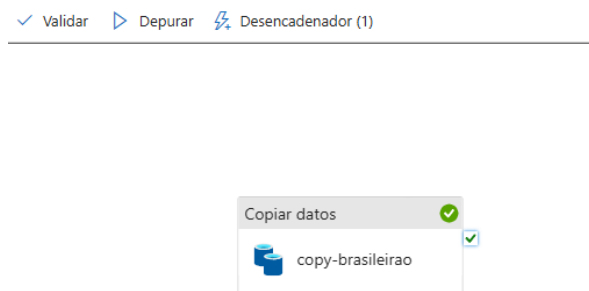 Validar Depurar Desencadenador (1)
Copiar datos
copy-brasileirao